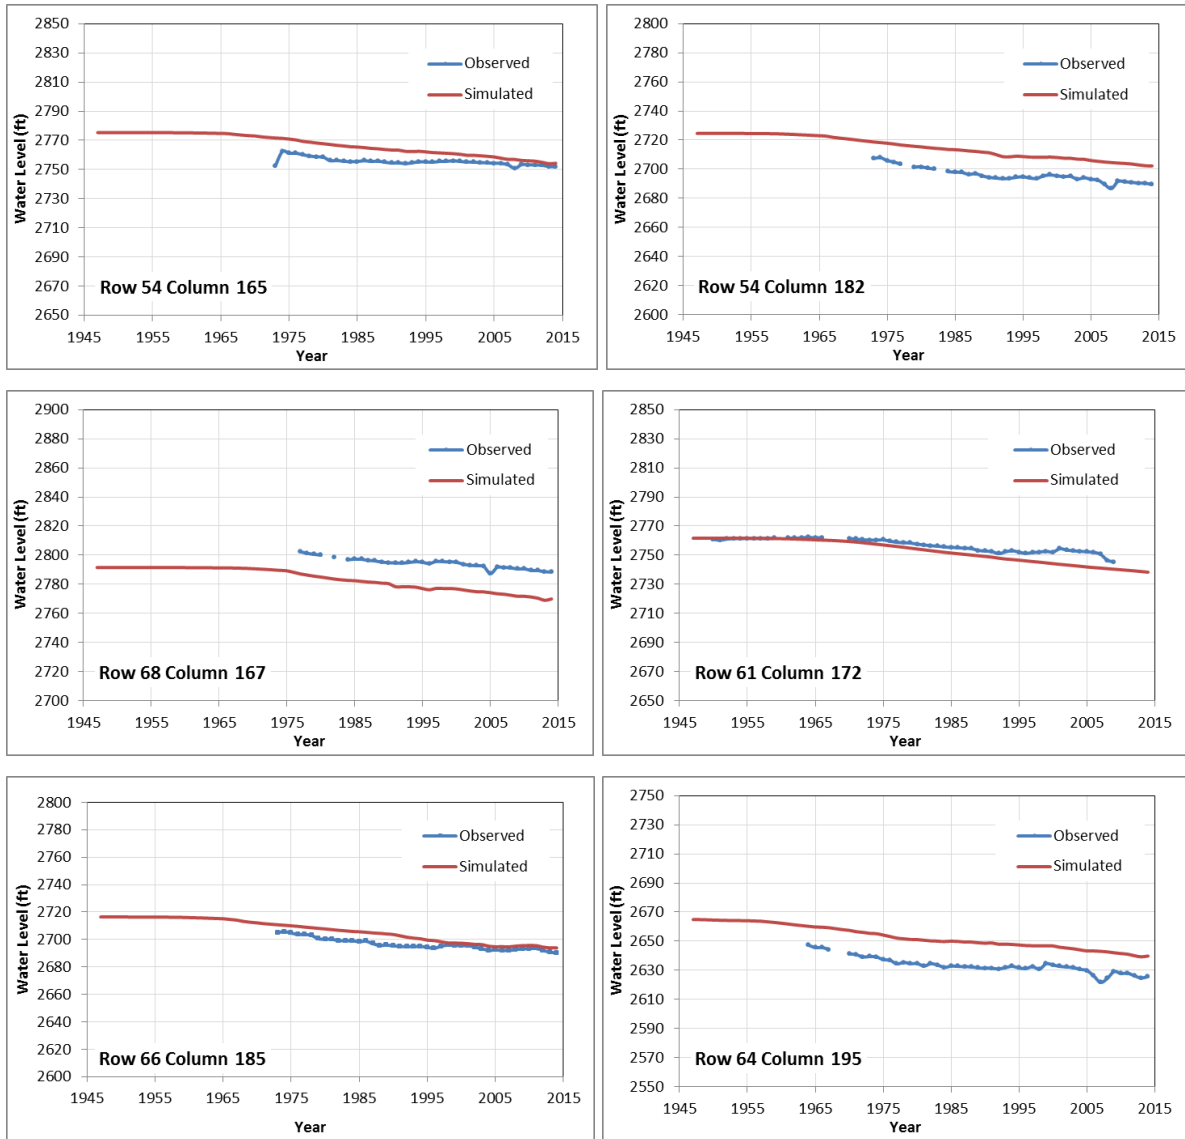 2850
2830
2810
2790
2770
2750
2730
2710
2690
2670
2650
Water Level (ft)
Observed
Simulated
Row 54 Column 165
1945 1955 1965 1975 1985 1995 2005 2015
Year
2800
2780
2760
2740
2720
2700
2680
2660
2640
2620
2600
Water Level (ft)
Observed
Simulated
Row 54 Column 182
1945 1955 1965 1975 1985 1995 2005 2015
Year
2900
2880
2860
2840
2820
2800
2780
2760
2740
2720
2700
Water Level (ft)
Observed
Simulated
Row 68 Column 167
1945 1955 1965 1975 1985 1995 2005 2015
Year
2850
2830
2810
2790
2770
2750
2730
2710
2690
2670
2650
Water Level (ft)
Observed
Simulated
Row 61 Column 172
1945 1955 1965 1975 1985 1995 2005 2015
Year
2800
2780
2760
2740
2720
2700
2680
2660
2640
2620
2600
Water Level (ft)
Observed
Simulated
Row 66 Column 185
1945 1955 1965 1975 1985 1995 2005 2015
Year
2750
2730
2710
2690
2670
2650
2630
2610
2590
2570
2550
Water Level (ft)
Observed
Simulated
Row 64 Column 195
1945 1955 1965 1975 1985 1995 2005 2015
Year